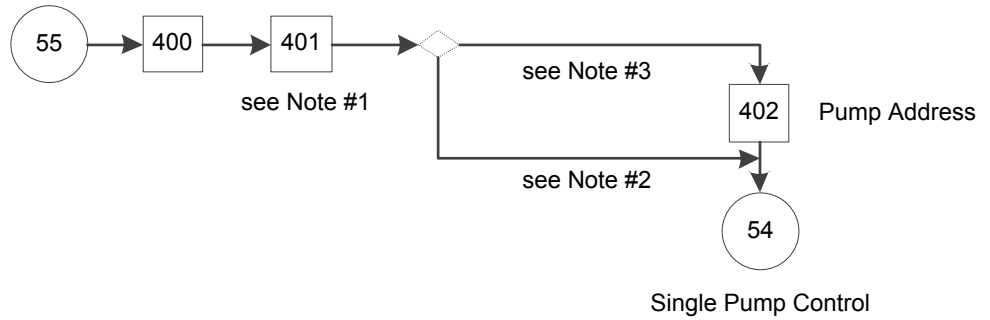 55
400
401
see Note #1
see Note #3
402
Pump Address
see Note #2
54
Single Pump Control